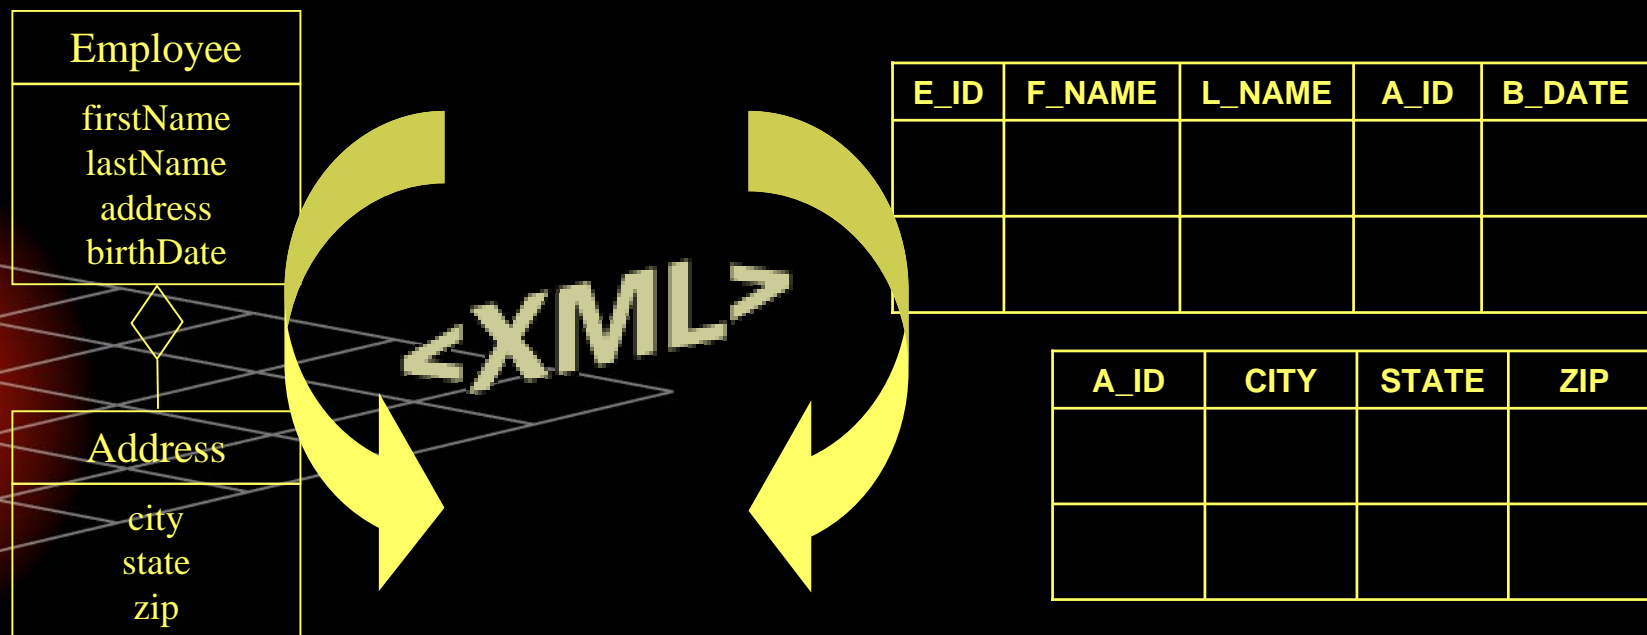 Employee
firstName
lastName
address
birthDate
Address
city
state
zip
<XML>
E_ID F_NAME L_NAME A_ID B_DATE
A_ID CITY STATE ZIP